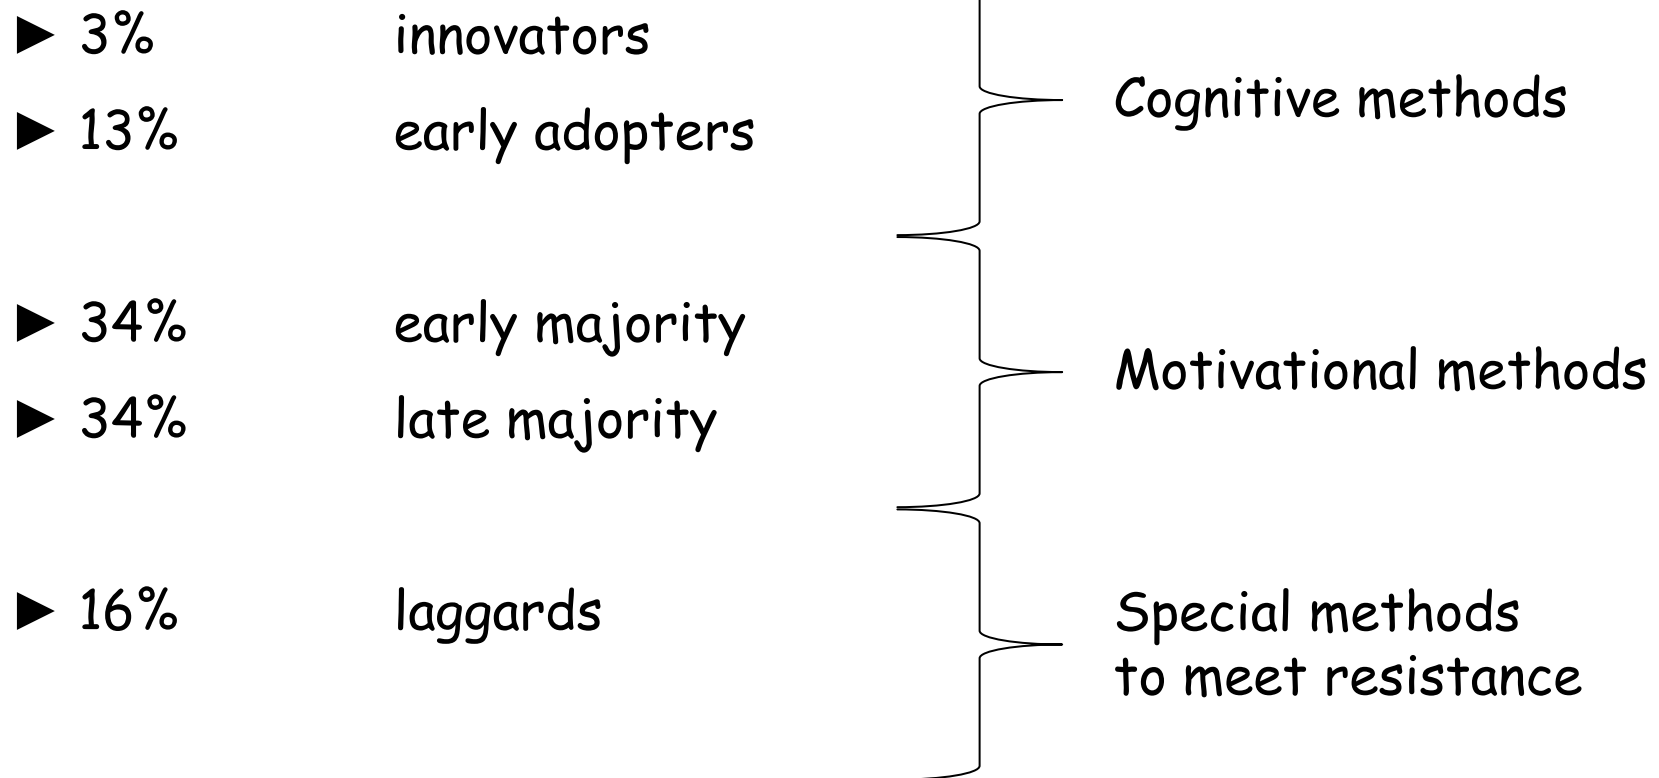 ► 3% innovators
► 13% early adopters
Cognitive methods
► 34% early majority
► 34% late majority
Motivational methods
► 16% laggards
Special methods
to meet resistance